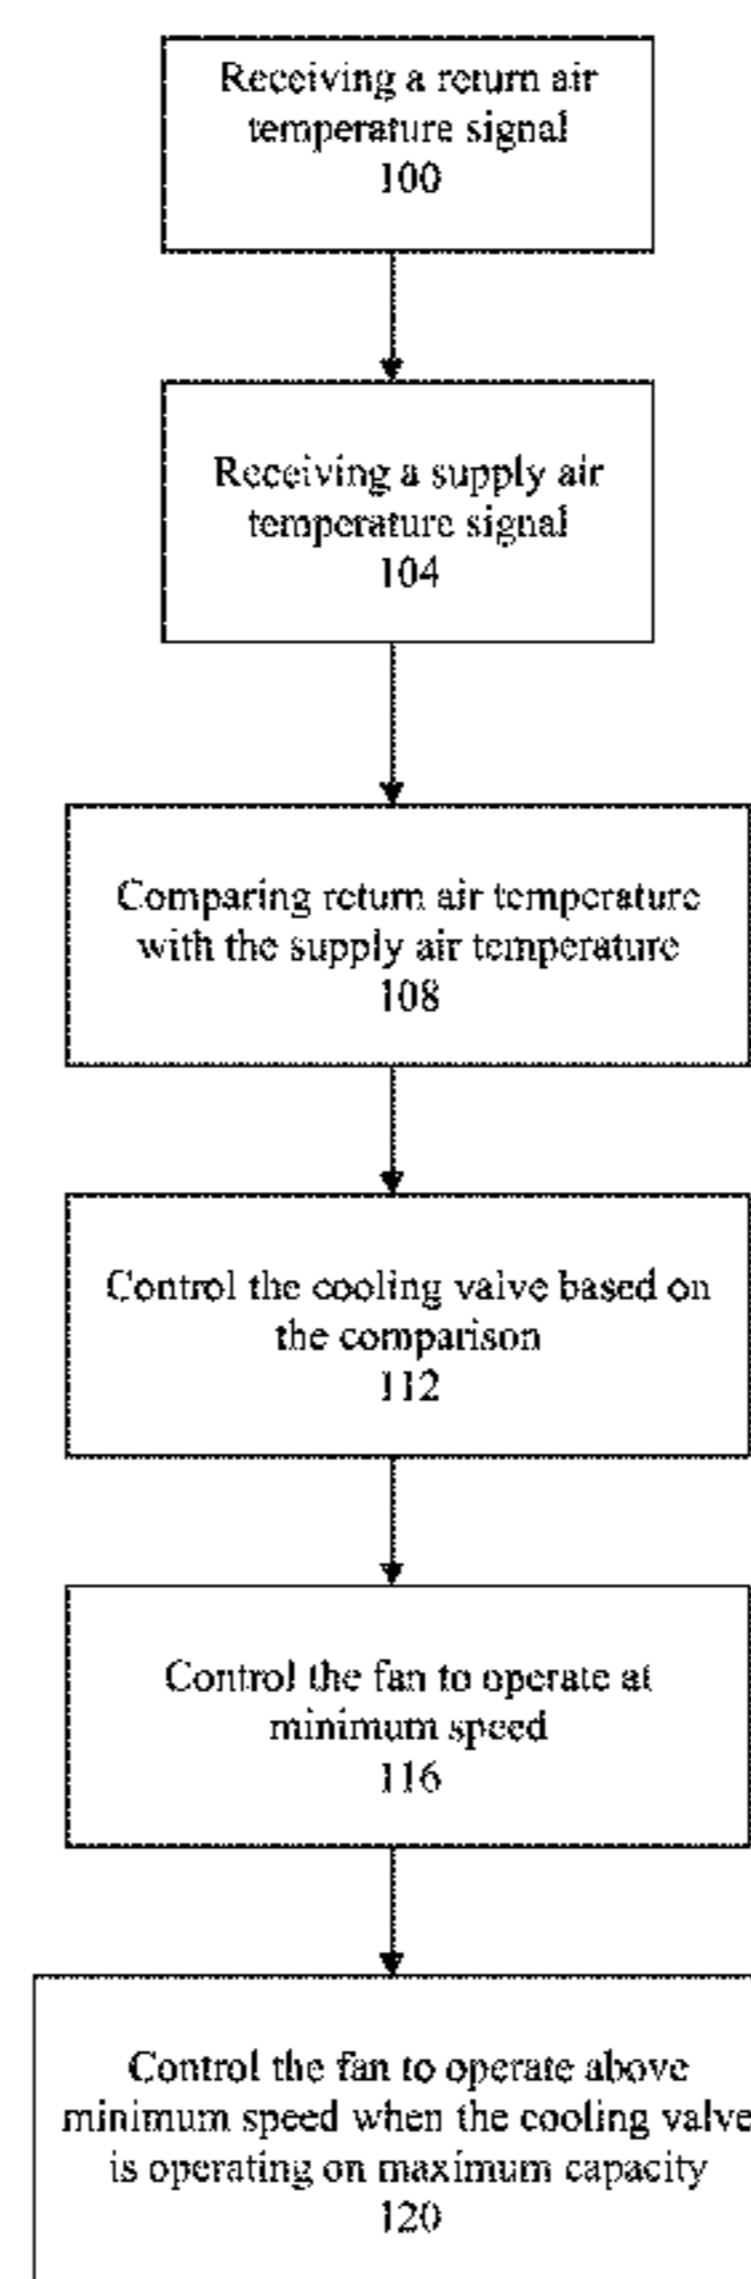 Receiving a return air
temperature signal
100
Receiving a supply air
temperature signal
104
Comparing return air temperature
with the supply air temperature
108
Control the cooling valve based on
the comparison
112
Control the fan to operate at
minimum speed
116
Control the fan to operate above
minimum speed when the cooling valve
is operating on maximum capacity
120